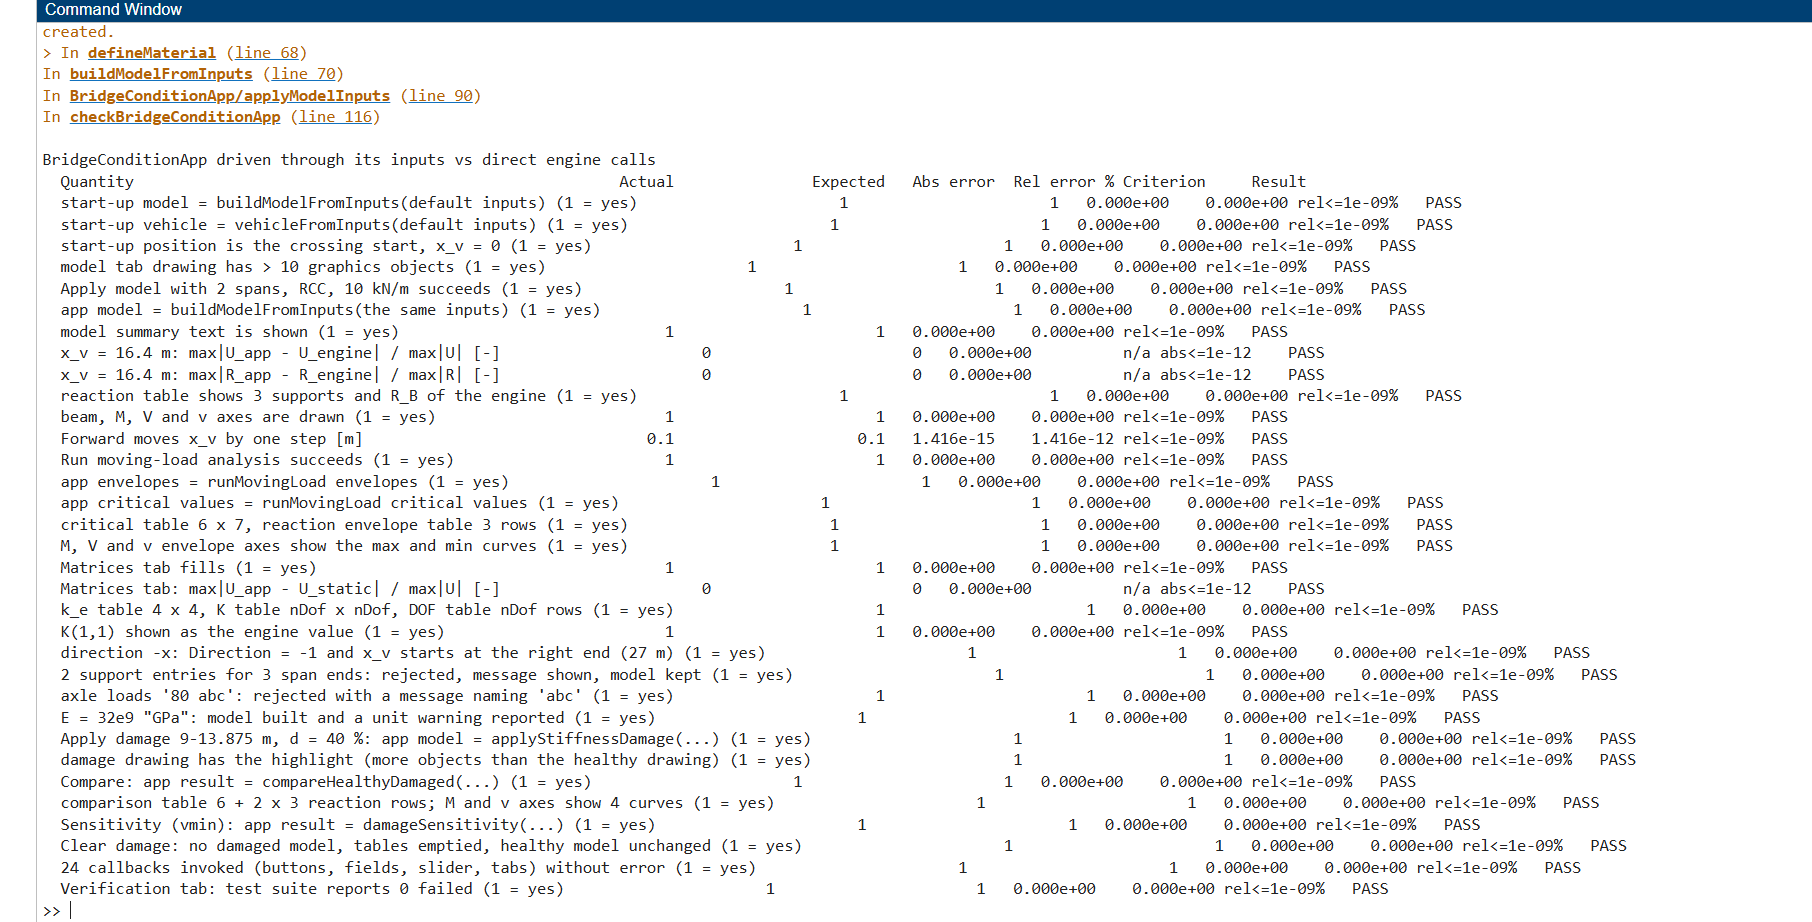 Command Window
created.
> In defineMaterial (line 68)
In buildModelFromInputs (line 70)
In BridgeConditionApp/applyModelInputs (line 90)
In checkBridgeConditionApp (line 116)
BridgeConditionApp driven through its inputs vs direct engine calls
Quantity Actual Expected Abs error Rel error % Criterion Result
start-up model = buildModelFromInputs(default inputs) (1 = yes) 1 1 0.000e+00 0.000e+00 rel<=1e-09% PASS
start-up vehicle = vehicleFromInputs(default inputs) (1 = yes) 1 1 0.000e+00 0.000e+00 rel<=1e-09% PASS
start-up position is the crossing start, x_v = 0 (1 = yes) 1 1 0.000e+00 0.000e+00 rel<=1e-09% PASS
model tab drawing has > 10 graphics objects (1 = yes) 1 1 0.000e+00 0.000e+00 rel<=1e-09% PASS
Apply model with 2 spans, RCC, 10 kN/m succeeds (1 = yes) 1 1 0.000e+00 0.000e+00 rel<=1e-09% PASS
app model = buildModelFromInputs(the same inputs) (1 = yes) 1 1 0.000e+00 0.000e+00 rel<=1e-09% PASS
model summary text is shown (1 = yes) 1 1 0.000e+00 0.000e+00 rel<=1e-09% PASS
x_v = 16.4 m: max|U_app - U_engine| / max|U| [-] 0 0 0.000e+00 n/a abs<=1e-12 PASS
x_v = 16.4 m: max|R_app - R_engine| / max|R| [-] 0 0 0.000e+00 n/a abs<=1e-12 PASS
reaction table shows 3 supports and R_B of the engine (1 = yes) 1 1 0.000e+00 0.000e+00 rel<=1e-09% PASS
beam, M, V and v axes are drawn (1 = yes) 1 1 0.000e+00 0.000e+00 rel<=1e-09% PASS
Forward moves x_v by one step [m] 0.1 0.1 1.416e-15 1.416e-12 rel<=1e-09% PASS
Run moving-load analysis succeeds (1 = yes) 1 1 0.000e+00 0.000e+00 rel<=1e-09% PASS
app envelopes = runMovingLoad envelopes (1 = yes) 1 1 0.000e+00 0.000e+00 rel<=1e-09% PASS
app critical values = runMovingLoad critical values (1 = yes) 1 1 0.000e+00 0.000e+00 rel<=1e-09% PASS
critical table 6 x 7, reaction envelope table 3 rows (1 = yes) 1 1 0.000e+00 0.000e+00 rel<=1e-09% PASS
M, V and v envelope axes show the max and min curves (1 = yes) 1 1 0.000e+00 0.000e+00 rel<=1e-09% PASS
Matrices tab fills (1 = yes) 1 1 0.000e+00 0.000e+00 rel<=1e-09% PASS
Matrices tab: max|U_app - U_static| / max|U| [-] 0 0 0.000e+00 n/a abs<=1e-12 PASS
k_e table 4 x 4, K table nDof x nDof, DOF table nDof rows (1 = yes) 1 1 0.000e+00 0.000e+00 rel<=1e-09% PASS
K(1,1) shown as the engine value (1 = yes) 1 1 0.000e+00 0.000e+00 rel<=1e-09% PASS
direction -x: Direction = -1 and x_v starts at the right end (27 m) (1 = yes) 1 1 0.000e+00 0.000e+00 rel<=1e-09% PASS
2 support entries for 3 span ends: rejected, message shown, model kept (1 = yes) 1 1 0.000e+00 0.000e+00 rel<=1e-09% PASS
axle loads '80 abc': rejected with a message naming 'abc' (1 = yes) 1 1 0.000e+00 0.000e+00 rel<=1e-09% PASS
E = 32e9 "GPa": model built and a unit warning reported (1 = yes) 1 1 0.000e+00 0.000e+00 rel<=1e-09% PASS
Apply damage 9-13.875 m, d = 40 %: app model = applyStiffnessDamage(...) (1 = yes) 1 1 0.000e+00 0.000e+00 rel<=1e-09% PASS
damage drawing has the highlight (more objects than the healthy drawing) (1 = yes) 1 1 0.000e+00 0.000e+00 rel<=1e-09% PASS
Compare: app result = compareHealthyDamaged(...) (1 = yes) 1 1 0.000e+00 0.000e+00 rel<=1e-09% PASS
comparison table 6 + 2 x 3 reaction rows; M and v axes show 4 curves (1 = yes) 1 1 0.000e+00 0.000e+00 rel<=1e-09% PASS
Sensitivity (vmin): app result = damageSensitivity(...) (1 = yes) 1 1 0.000e+00 0.000e+00 rel<=1e-09% PASS
Clear damage: no damaged model, tables emptied, healthy model unchanged (1 = yes) 1 1 0.000e+00 0.000e+00 rel<=1e-09% PASS
24 callbacks invoked (buttons, fields, slider, tabs) without error (1 = yes) 1 1 0.000e+00 0.000e+00 rel<=1e-09% PASS
Verification tab: test suite reports 0 failed (1 = yes) 1 1 0.000e+00 0.000e+00 rel<=1e-09% PASS
>>